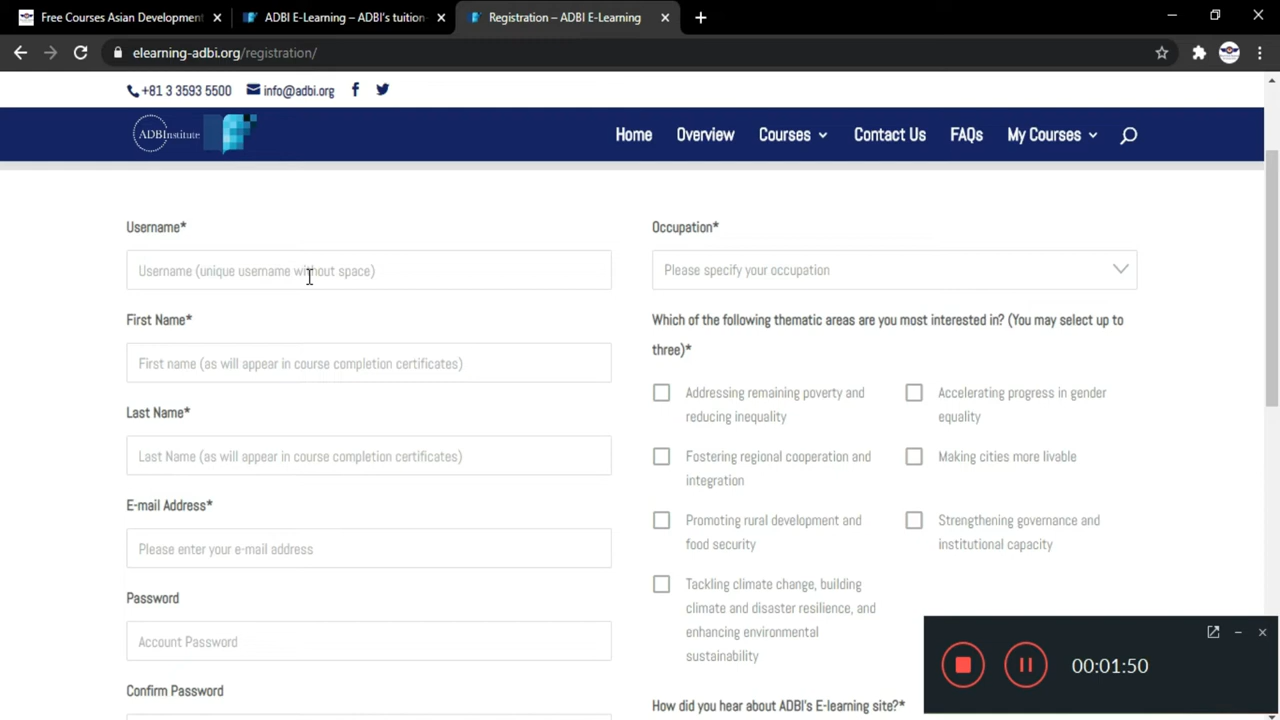 Free Courses Asian Development
ADBI E-Learning – ADBI's tuition-
Registration – ADBI E-Learning
elearning-adbi.org/registration/
+81 3 3593 5500
info@adbi.org
ADBInstitute
Home
Overview
Courses
Contact Us
FAQs
My Courses
Username*
Username (unique username without space)
First Name*
First name (as will appear in course completion certificates)
Last Name*
Last Name (as will appear in course completion certificates)
E-mail Address*
Please enter your e-mail address
Password
Account Password
Confirm Password
Occupation*
Please specify your occupation
Which of the following thematic areas are you most interested in? (You may select up to
three)*
Addressing remaining poverty and
reducing inequality
Accelerating progress in gender
equality
Fostering regional cooperation and
integration
Making cities more livable
Promoting rural development and
food security
Strengthening governance and
institutional capacity
Tackling climate change, building
climate and disaster resilience, and
enhancing environmental
sustainability
How did you hear about ADBI's E-learning site?*
00:01:50